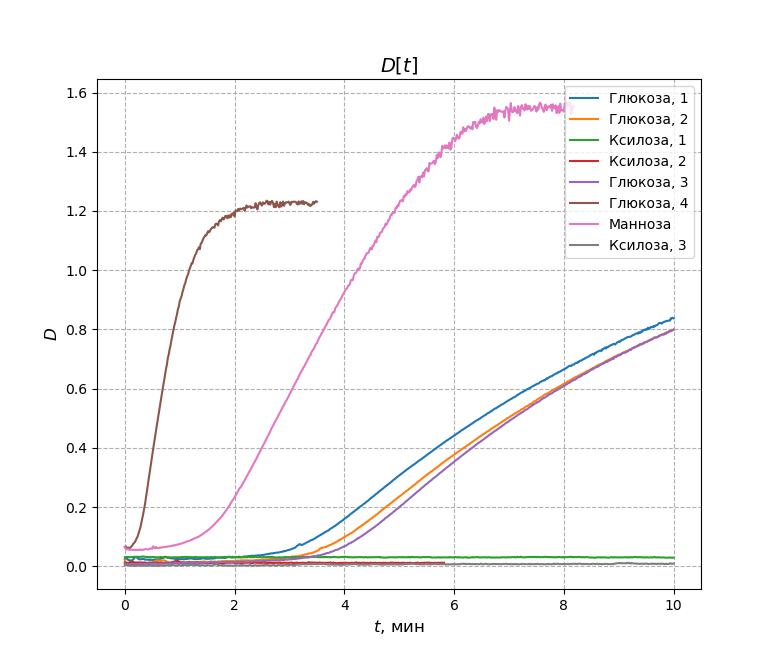 D[t]
1.6
1.4
1.2
1.0
0.8
0.6
0.4
0.2
0.0
D
0 2 4 6 8 10
t, мин
Глюкоза, 1
Глюкоза, 2
Ксилоза, 1
Ксилоза, 2
Глюкоза, 3
Глюкоза, 4
Манноза
Ксилоза, 3